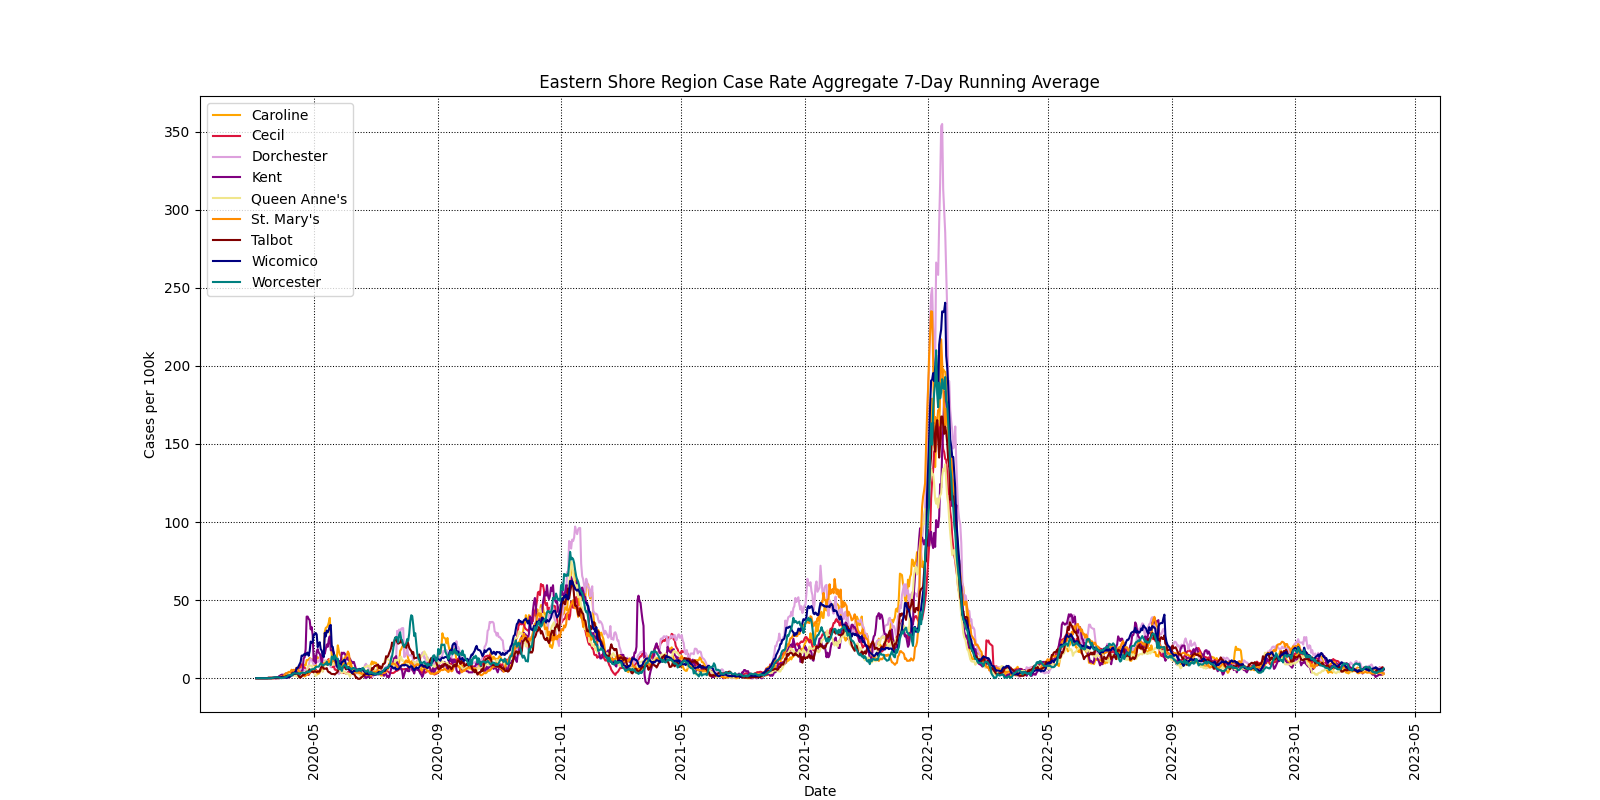 Eastern Shore Region Case Rate Aggregate 7-Day Running Average
Caroline
Cecil
Dorchester
Kent
Queen Anne's
St. Mary's
Talbot
Wicomico
Worcester
350
300
250
200
150
100
50
0
Cases per 100k
2020-05
2020-09
2021-01
2021-05
2021-09
2022-01
2022-05
2022-09
2023-01
2023-05
Date